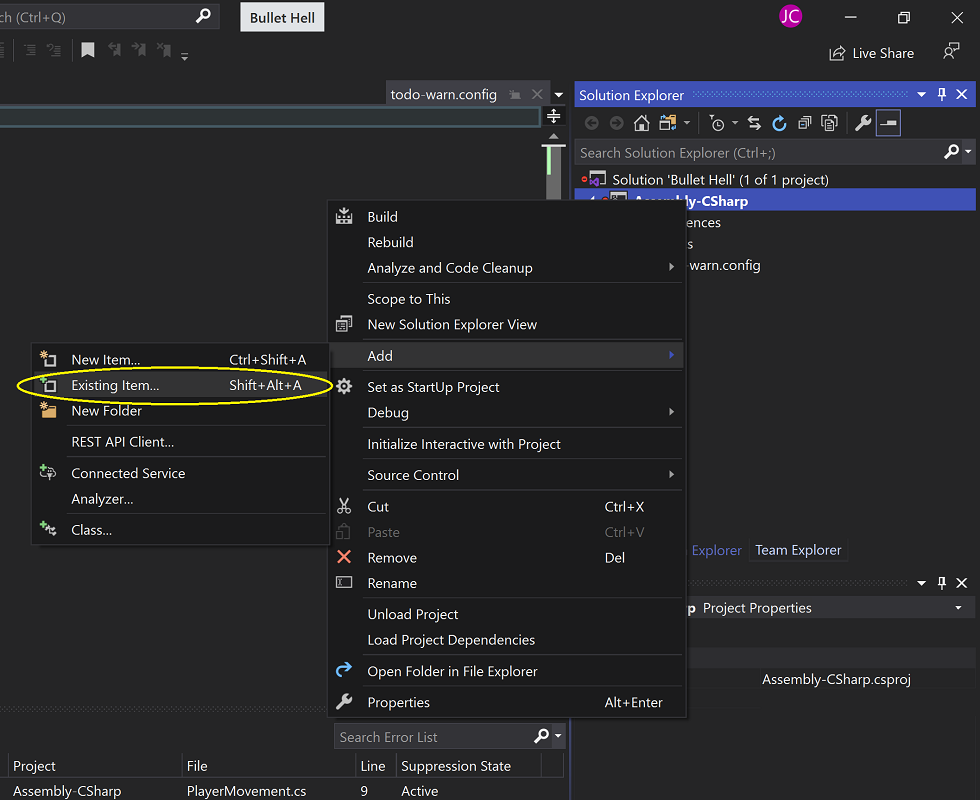 ch (Ctrl+Q)
Bullet Hell
JC
Live Share
todo-warn.config
Solution Explorer
Search Solution Explorer (Ctrl+;)
Solution 'Bullet Hell' (1 of 1 project)
Assembly-CSharp
ences
s
-warn.config
Build
Rebuild
Analyze and Code Cleanup
Scope to This
New Solution Explorer View
Add
New Item... Ctrl+Shift+A
Existing Item... Shift+Alt+A
New Folder
REST API Client...
Connected Service
Analyzer...
Class...
Set as StartUp Project
Debug
Initialize Interactive with Project
Source Control
Cut Ctrl+X
Paste Ctrl+V
Remove Del
Rename
Unload Project
Load Project Dependencies
Open Folder in File Explorer
Properties Alt+Enter
Explorer Team Explorer
p Project Properties
Assembly-CSharp.csproj
Search Error List
Project File Line Suppression State
Assembly-CSharp PlayerMovement.cs 9 Active